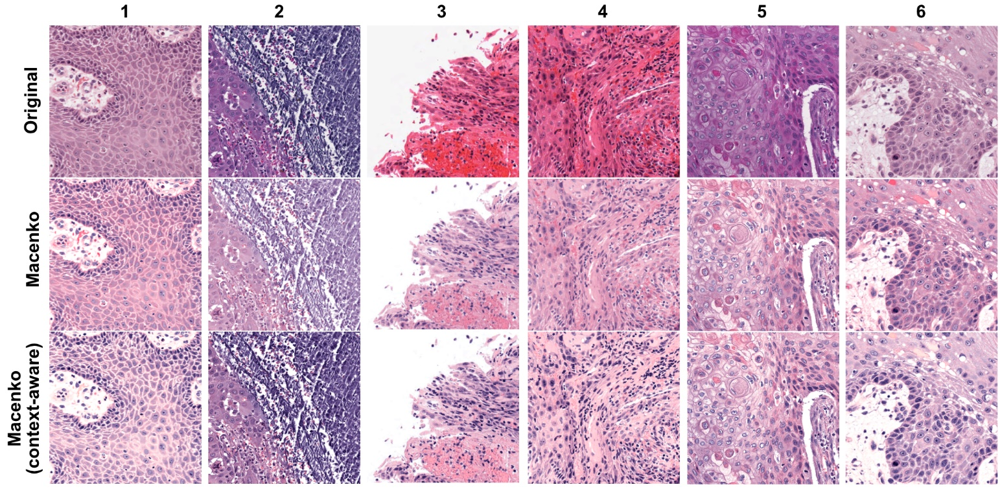 1 2 3 4 5 6
Original
Macenko
Macenko
(context-aware)